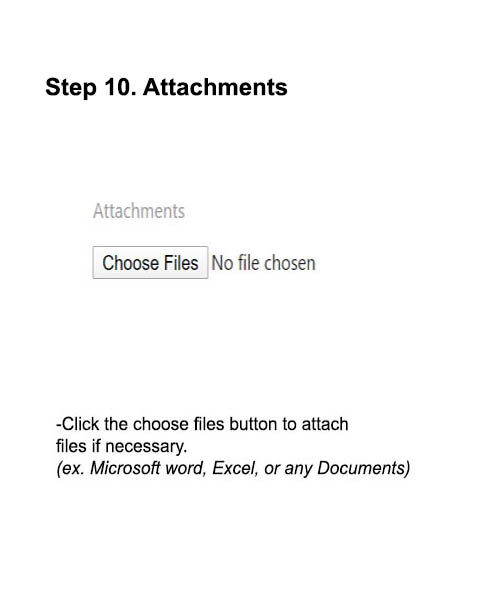 Step 10. Attachments
Attachments
Choose Files No file chosen
-Click the choose files button to attach
files if necessary.
(ex. Microsoft word, Excel, or any Documents)